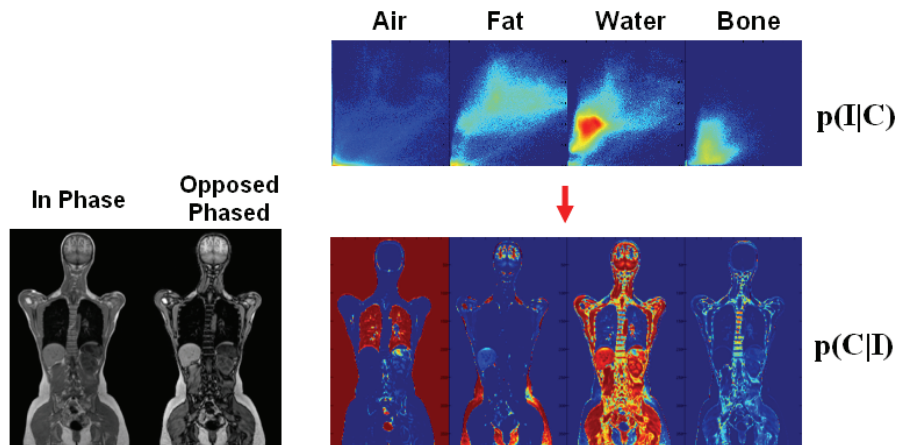 Air Fat Water Bone
p(I|C)
In Phase Opposed Phased
p(C|I)